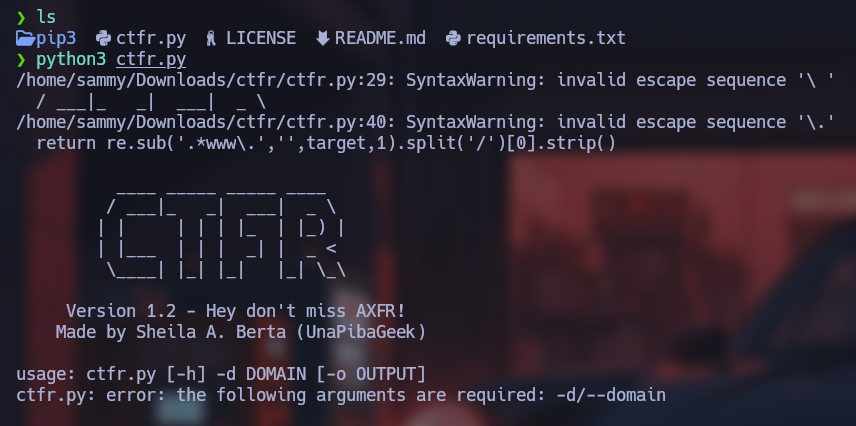 ❯ ls
pip3 ctfr.py LICENSE README.md requirements.txt
❯ python3 ctfr.py
/home/sammy/Downloads/ctfr/ctfr.py:29: SyntaxWarning: invalid escape sequence '\ '
  / ___|_   _|  ___|  _ \
/home/sammy/Downloads/ctfr/ctfr.py:40: SyntaxWarning: invalid escape sequence '\.'
  return re.sub('.*www\.','',target,1).split('/')[0].strip()
          ____ _____ _____ ____
         / ___|_   _|  ___|  _ \
        | |     | | | |_  | |_) |
        | |___  | | |  _| |  _ <
         \____| |_| |_|   |_| \_\
     Version 1.2 - Hey don't miss AXFR!
    Made by Sheila A. Berta (UnaPibaGeek)
usage: ctfr.py [-h] -d DOMAIN [-o OUTPUT]
ctfr.py: error: the following arguments are required: -d/--domain